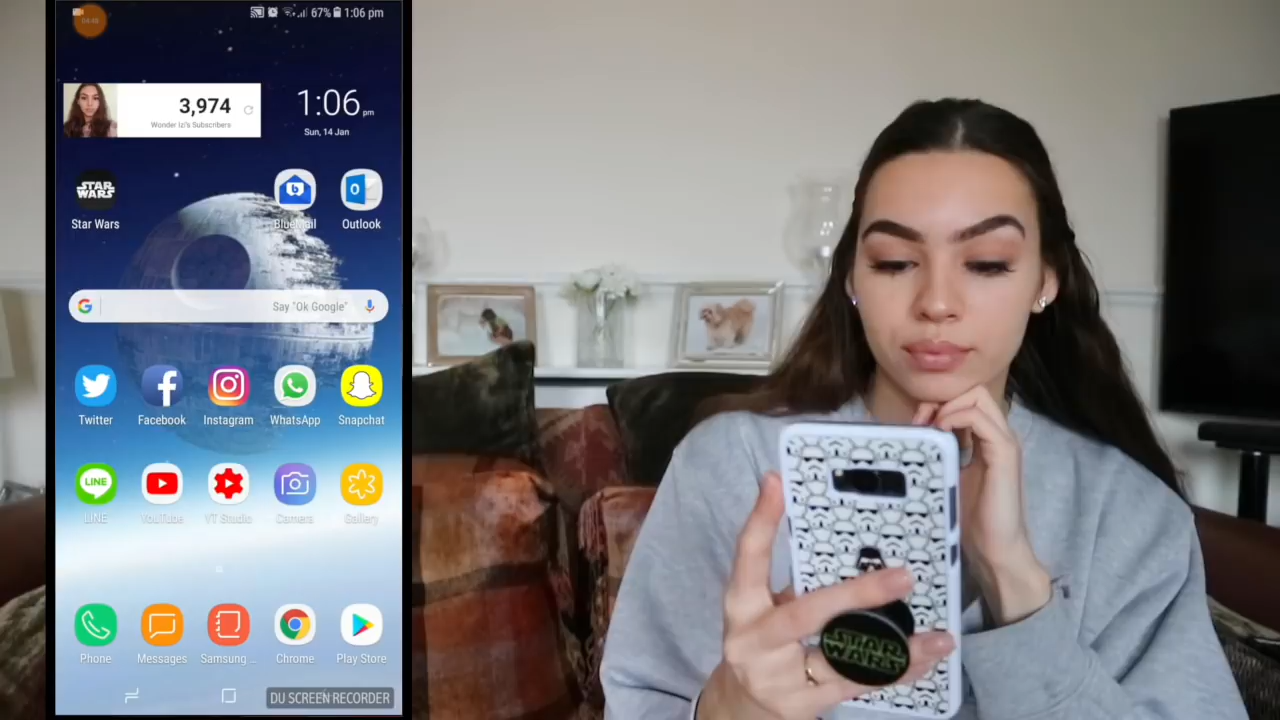 04:48
67% 1:06 pm
3,974
Wonder Izi's Subscribers
1:06 pm
Sun, 14 Jan
STAR WARS
Star Wars
BlueMail
Outlook
Say "Ok Google"
Twitter
Facebook
Instagram
WhatsApp
Snapchat
LINE
LINE
YouTube
YT Studio
Camera
Gallery
Phone
Messages
Samsung ...
Chrome
Play Store
DU SCREEN RECORDER
STAR WARS